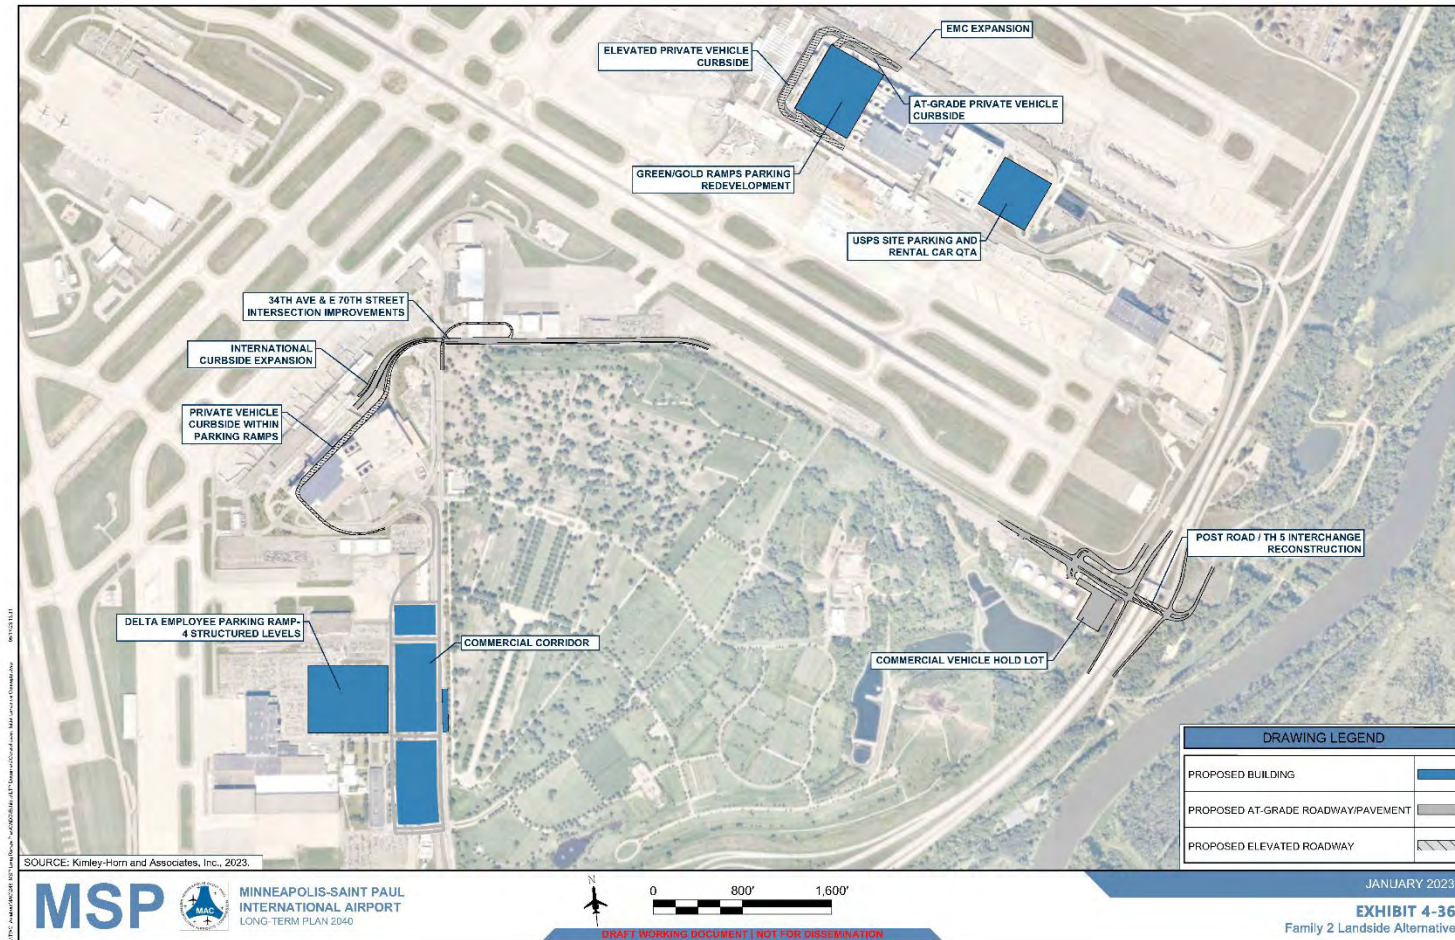 EMC EXPANSION
ELEVATED PRIVATE VEHICLE
CURBSIDE
AT-GRADE PRIVATE VEHICLE
CURBSIDE
GREEN/GOLD RAMPS PARKING
REDEVELOPMENT
USPS SITE PARKING AND
RENTAL CAR QTA
34TH AVE & E 70TH STREET
INTERSECTION IMPROVEMENTS
INTERNATIONAL
CURBSIDE EXPANSION
PRIVATE VEHICLE
CURBSIDE WITHIN
PARKING RAMPS
POST ROAD / TH 5 INTERCHANGE
RECONSTRUCTION
DELTA EMPLOYEE PARKING RAMP-
4 STRUCTURED LEVELS
COMMERCIAL CORRIDOR
COMMERCIAL VEHICLE HOLD LOT
DRAWING LEGEND
PROPOSED BUILDING
PROPOSED AT-GRADE ROADWAY/PAVEMENT
PROPOSED ELEVATED ROADWAY
SOURCE: Kimley-Horn and Associates, Inc., 2023.
MSP
MAC
MINNEAPOLIS-SAINT PAUL
INTERNATIONAL AIRPORT
LONG-TERM PLAN 2040
N
0 800' 1,600'
DRAFT WORKING DOCUMENT | NOT FOR DISSEMINATION
JANUARY 2023
EXHIBIT 4-36
Family 2 Landside Alternative